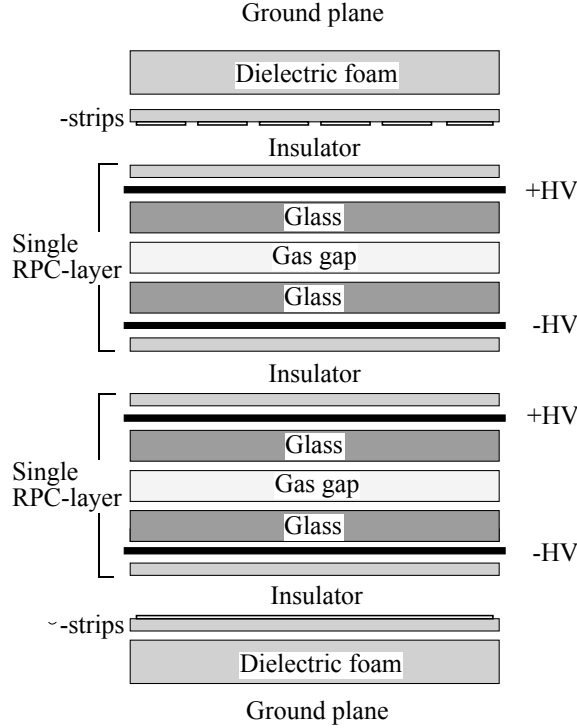 Ground plane
Dielectric foam
-strips
Insulator
+HV
Glass
Single
RPC-layer
Gas gap
Glass
-HV
Insulator
+HV
Glass
Single
RPC-layer
Gas gap
Glass
-HV
Insulator
-strips
Dielectric foam
Ground plane